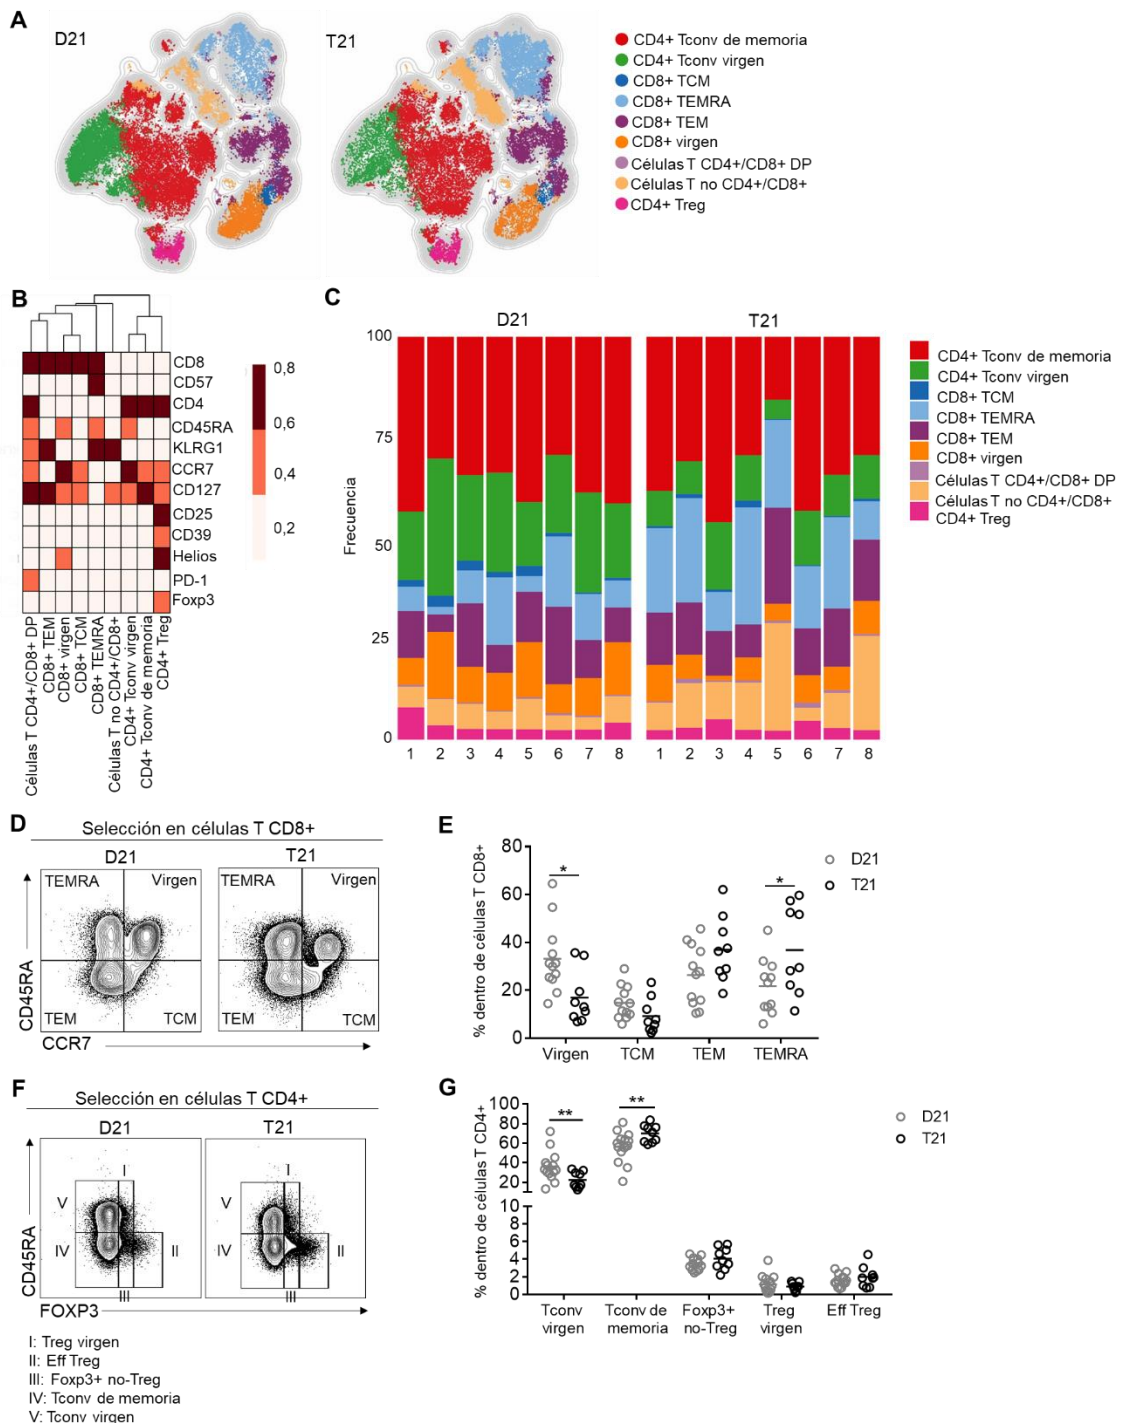 A
D21
T21
CD4+ Tconv de memoria
CD4+ Tconv virgen
CD8+ TCM
CD8+ TEMRA
CD8+ TEM
CD8+ virgen
Células T CD4+/CD8+ DP
Células T no CD4+/CD8+
CD4+ Treg
B
CD8
CD57
CD4
CD45RA
KLRG1
CCR7
CD127
CD25
CD39
Helios
PD-1
Foxp3
0,8
0,6
0,4
0,2
Células T CD4+/CD8+ DP
CD8+ TEM
CD8+ virgen
CD8+ TCM
CD8+ TEMRA
Células T no CD4+/CD8+
CD4+ Tconv virgen
CD4+ Tconv de memoria
CD4+ Treg
C
D21
T21
Frecuencia
100
75
50
25
0
1 2 3 4 5 6 7 8
1 2 3 4 5 6 7 8
CD4+ Tconv de memoria
CD4+ Tconv virgen
CD8+ TCM
CD8+ TEMRA
CD8+ TEM
CD8+ virgen
Células T CD4+/CD8+ DP
Células T no CD4+/CD8+
CD4+ Treg
D
Selección en células T CD8+
D21
T21
TEMRA
Virgen
TEM
TCM
TEMRA
Virgen
TEM
TCM
CD45RA
CCR7
E
% dentro de células T CD8+
80
60
40
20
0
*
*
Virgen
TCM
TEM
TEMRA
D21
T21
F
Selección en células T CD4+
D21
T21
I
V
IV
II
III
I
V
IV
II
III
CD45RA
FOXP3
I: Treg virgen
II: Eff Treg
III: Foxp3+ no-Treg
IV: Tconv de memoria
V: Tconv virgen
G
% dentro de células T CD4+
100
80
60
40
20
10
8
6
4
2
0
**
**
Tconv
virgen
Tconv de
memoria
Foxp3+
no-Treg
Treg
virgen
Eff Treg
D21
T21